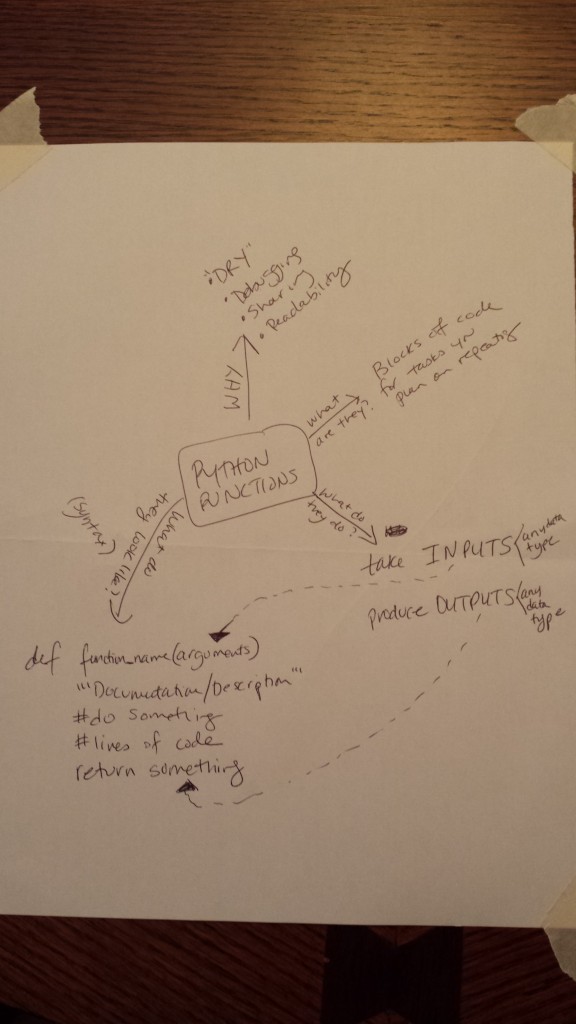 "DRY"
• Debugging
• Sharing
• Readability
WHY
what
are they?
Blocks of code
for tasks you
plan on repeating
PYTHON
FUNCTIONS
What do
they do?
take INPUTS
any data
type
produce OUTPUTS
any
data
type
What do
they look like?
(syntax)
def function_name(arguments)
"''Documentation/Description"''
#do something
#lines of code
return something